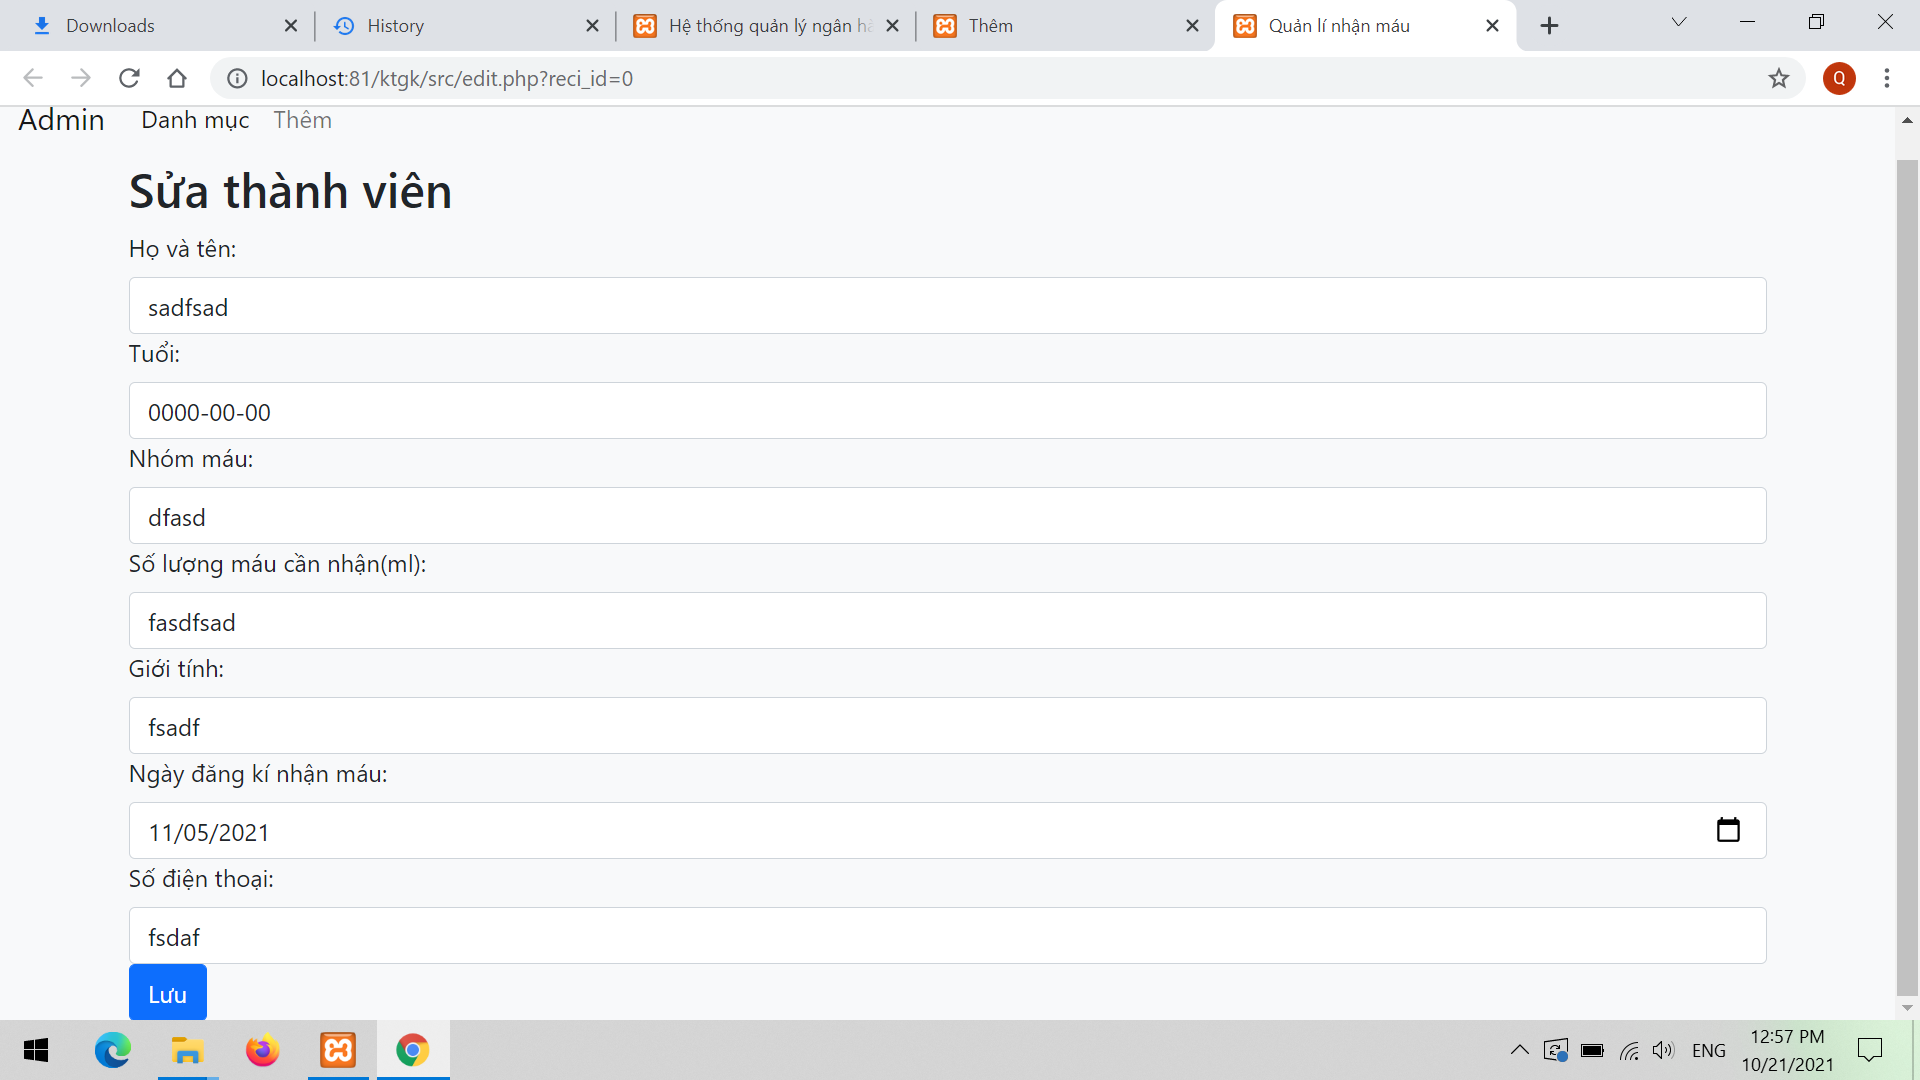 Downloads
History
Hệ thống quản lý ngân hà
Thêm
Quản lí nhận máu
localhost:81/ktgk/src/edit.php?reci_id=0
Q
Admin Danh mục Thêm
Sửa thành viên
Họ và tên:
sadfsad
Tuổi:
0000-00-00
Nhóm máu:
dfasd
Số lượng máu cần nhận(ml):
fasdfsad
Giới tính:
fsadf
Ngày đăng kí nhận máu:
11/05/2021
Số điện thoại:
fsdaf
Lưu
ENG
12:57 PM
10/21/2021